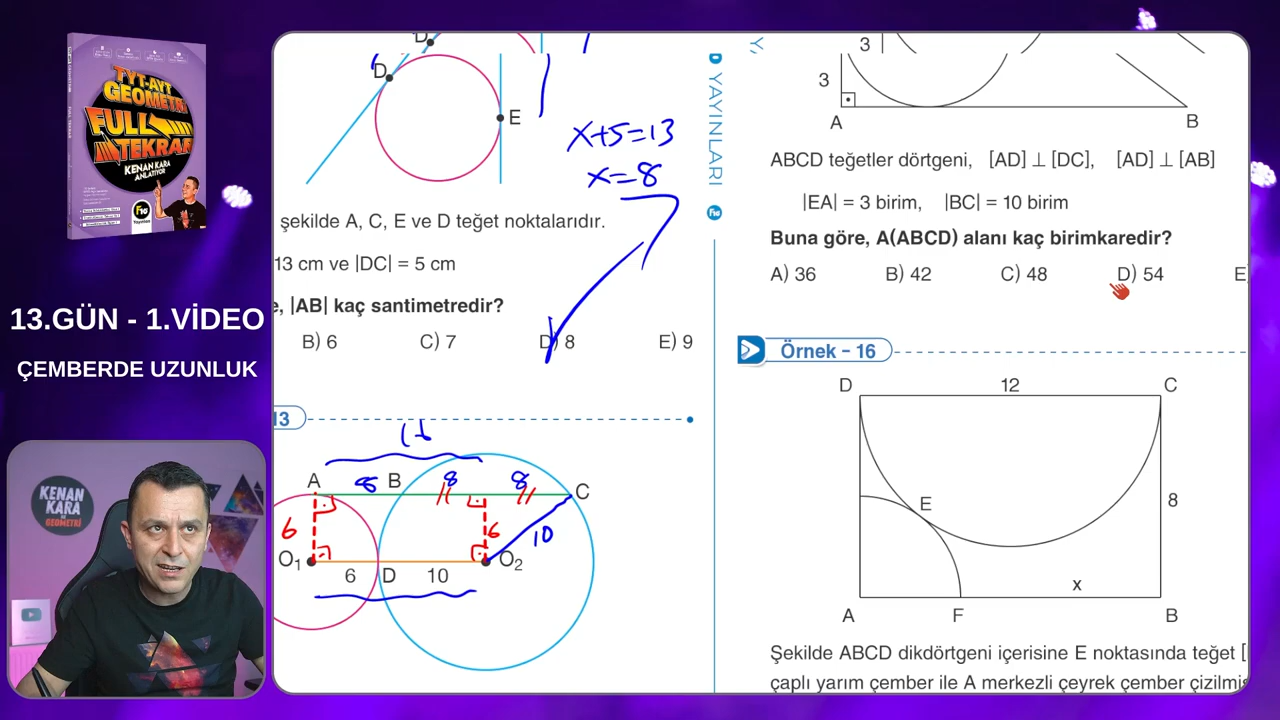 TYT-AYT
GEOMETRİ
FULL
TEKRAR
KENAN KARA
ANLATIYOR
13.GÜN - 1.VİDEO
ÇEMBERDE UZUNLUK
KENAN
KARA
ile
GEOMETRİ
D
D
E
x+5=13
x=8
şekilde A, C, E ve D teğet noktalarıdır.
13 cm ve |DC| = 5 cm
e, |AB| kaç santimetredir?
B) 6 C) 7 D) 8 E) 9
13
16
A 8 B 8 8 C
6 6 10
O1 6 D 10 O2
D YAYINLARI
3
3
A B
ABCD teğetler dörtgeni, [AD] ⊥ [DC], [AD] ⊥ [AB]
|EA| = 3 birim, |BC| = 10 birim
Buna göre, A(ABCD) alanı kaç birimkaredir?
A) 36 B) 42 C) 48 D) 54 E)
Örnek - 16
D 12 C
E 8
x
A F B
Şekilde ABCD dikdörtgeni içerisine E noktasında teğet [
çaplı yarım çember ile A merkezli çeyrek çember çizilmiş